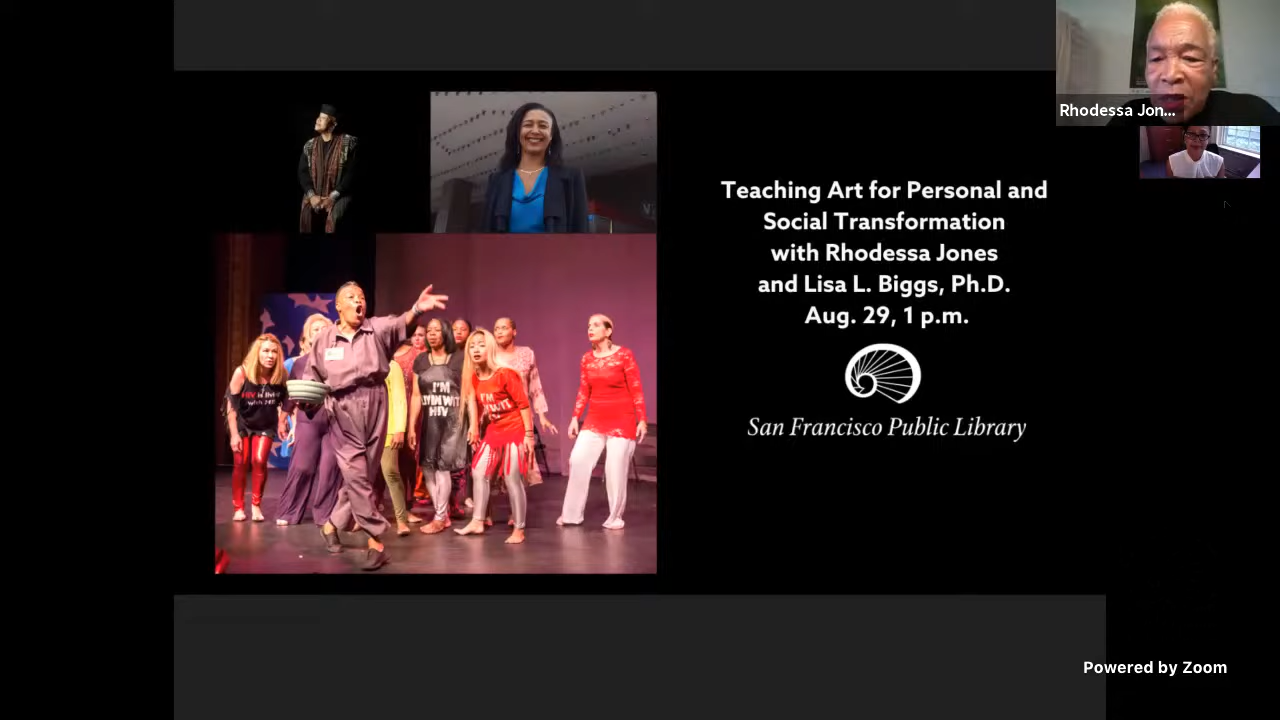 Rhodessa Jon...
Teaching Art for Personal and
Social Transformation
with Rhodessa Jones
and Lisa L. Biggs, Ph.D.
Aug. 29, 1 p.m.
San Francisco Public Library
I'M
HIV
I'M
Powered by Zoom